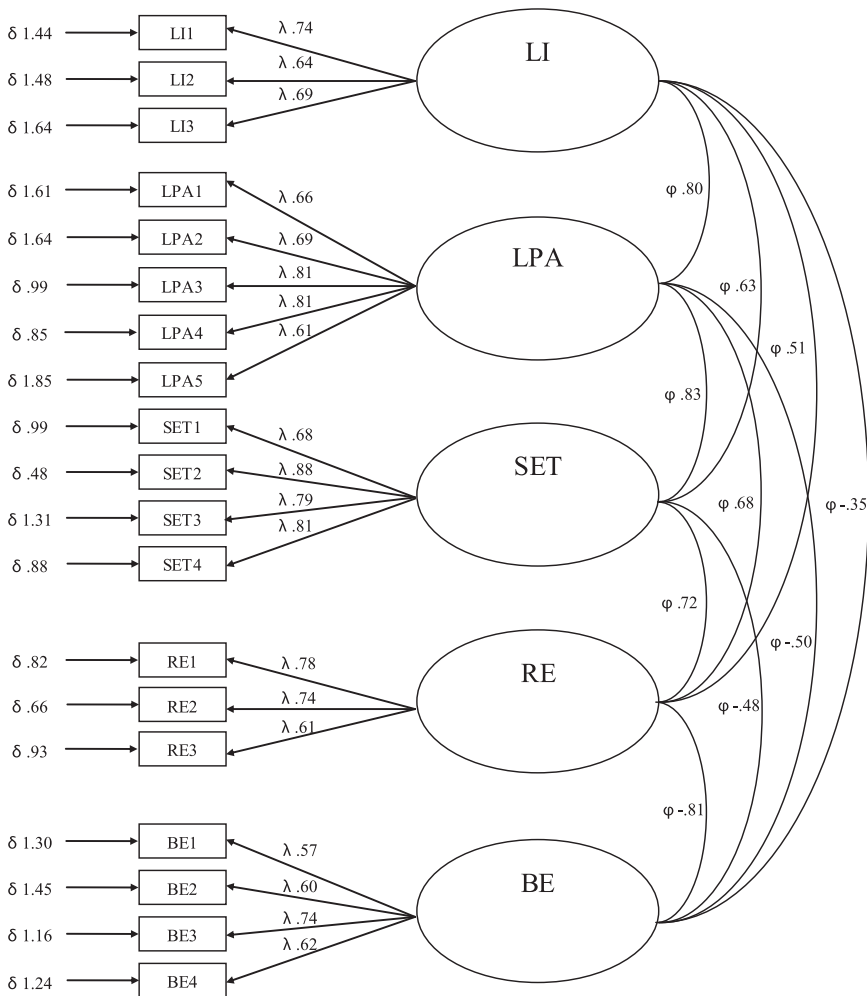 δ 1.44 LI1 λ .74 LI
δ 1.48 LI2 λ .64
δ 1.64 LI3 λ .69
δ 1.61 LPA1 λ .66 φ .80
δ 1.64 LPA2 λ .69 LPA
δ .99 LPA3 λ .81 φ .63
δ .85 LPA4 λ .81 φ .51
δ 1.85 LPA5 λ .61 φ .83
δ .99 SET1 λ .68
δ .48 SET2 λ .88 SET
δ 1.31 SET3 λ .79 φ .68 φ -.35
δ .88 SET4 λ .81
φ .72
φ -.50
δ .82 RE1 λ .78 RE
δ .66 RE2 λ .74 φ -.48
δ .93 RE3 λ .61
φ -.81
δ 1.30 BE1 λ .57
δ 1.45 BE2 λ .60 BE
δ 1.16 BE3 λ .74
δ 1.24 BE4 λ .62